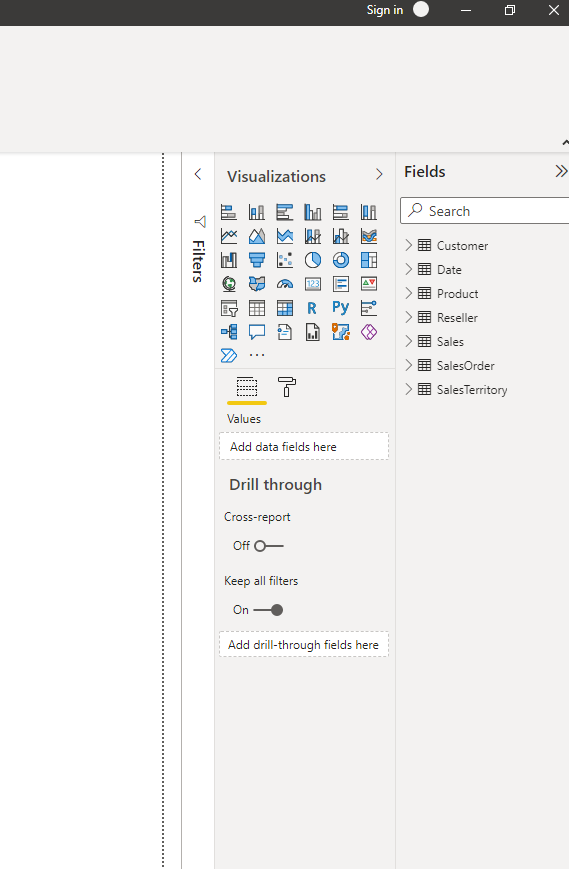 Sign in
Filters
Visualizations
123
R
Py
Values
Add data fields here
Drill through
Cross-report
Off
Keep all filters
On
Add drill-through fields here
Fields
Search
Customer
Date
Product
Reseller
Sales
SalesOrder
SalesTerritory